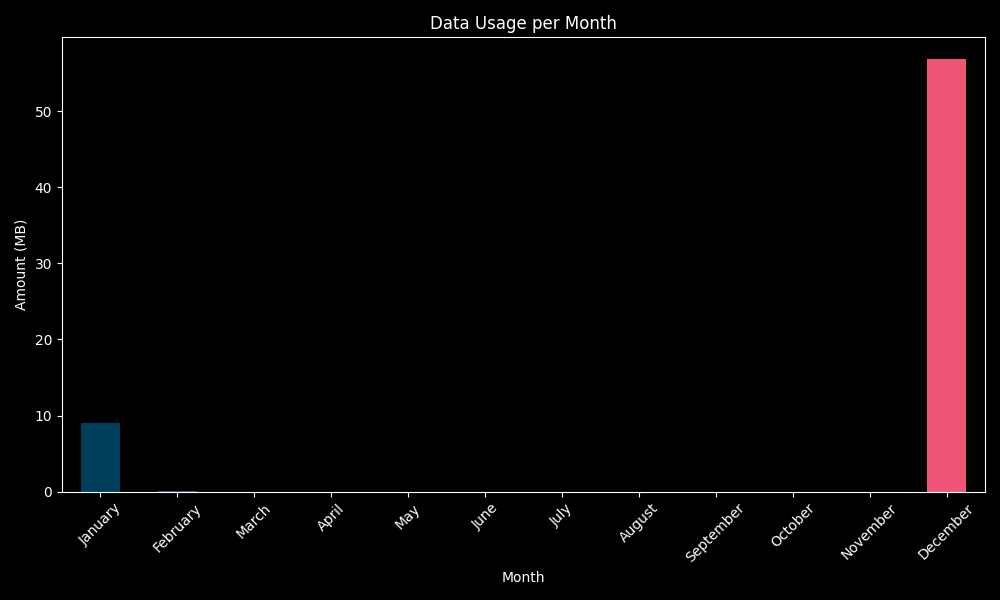 Data Usage per Month
Amount (MB)
50
40
30
20
10
0
January
February
March
April
May
June
July
August
September
October
November
December
Month